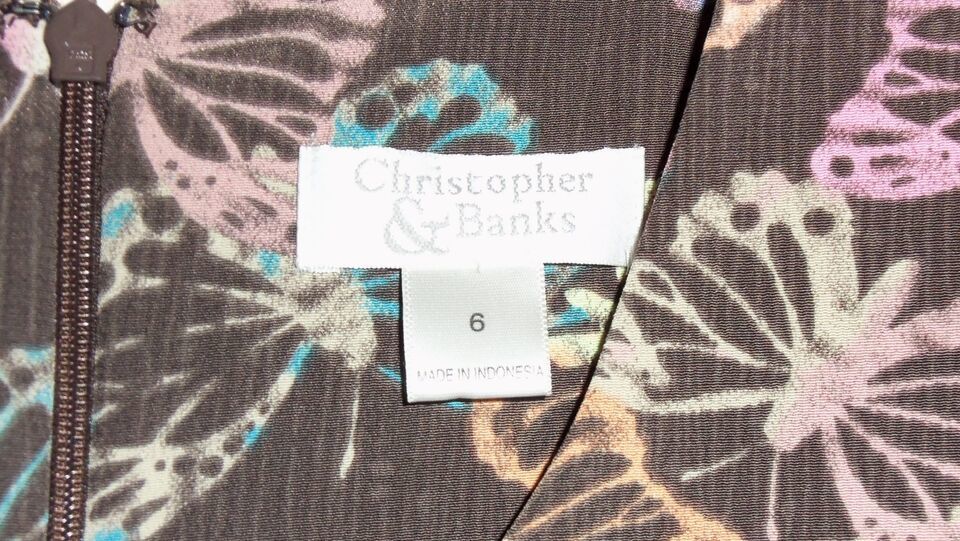 Christopher
& Banks
6
MADE IN INDONESIA